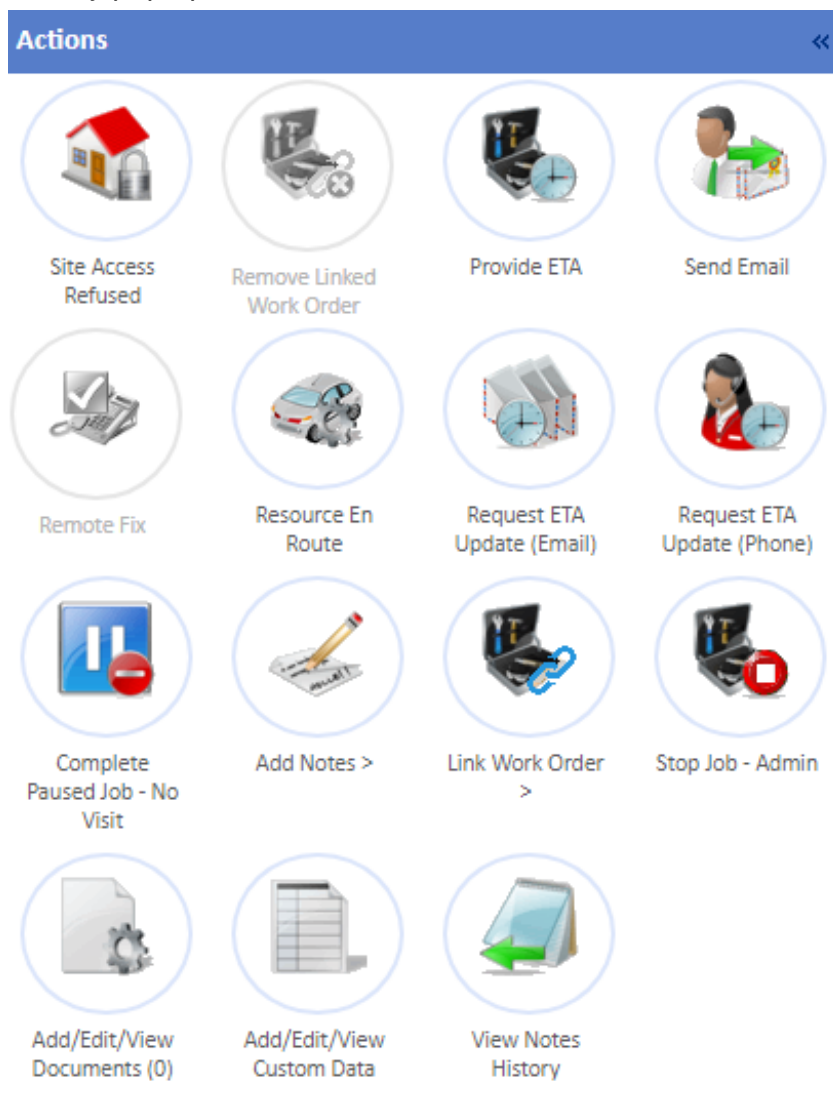 Actions «
Site Access
Refused
Remove Linked
Work Order
Provide ETA
Send Email
Remote Fix
Resource En
Route
Request ETA
Update (Email)
Request ETA
Update (Phone)
Complete
Paused Job - No
Visit
Add Notes >
Link Work Order
>
Stop Job - Admin
Add/Edit/View
Documents (0)
Add/Edit/View
Custom Data
View Notes
History